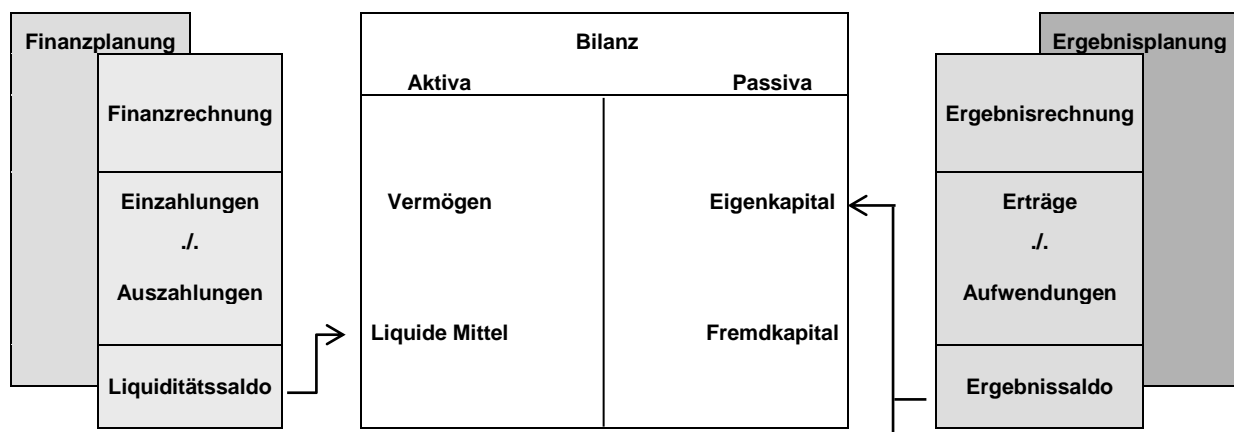 Finanzplanung
Finanzrechnung
Einzahlungen
./.
Auszahlungen
Liquiditätssaldo
Bilanz
Aktiva
Passiva
Vermögen
Eigenkapital
Liquide Mittel
Fremdkapital
Ergebnisplanung
Ergebnisrechnung
Erträge
./.
Aufwendungen
Ergebnissaldo